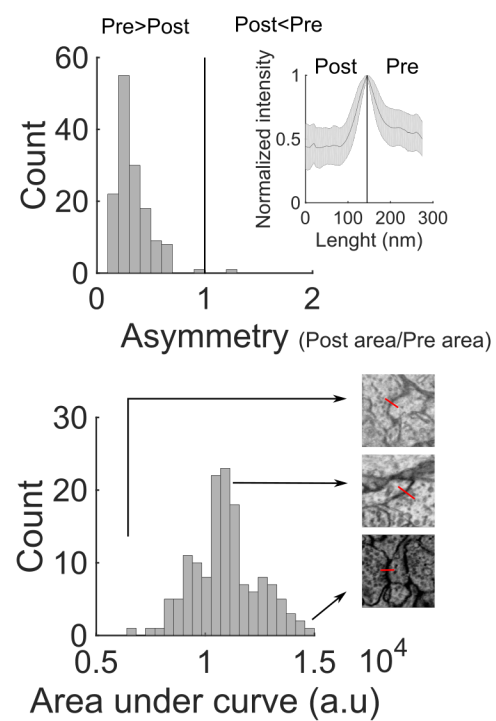 Pre>Post
Post<Pre
60
40
20
0
Count
0
1
2
Asymmetry (Post area/Pre area)
Post
Pre
1
0.5
0
Normalized intensity
0
100
200
300
Lenght (nm)
30
20
10
0
Count
0.5
1
1.5
10⁴
Area under curve (a.u)